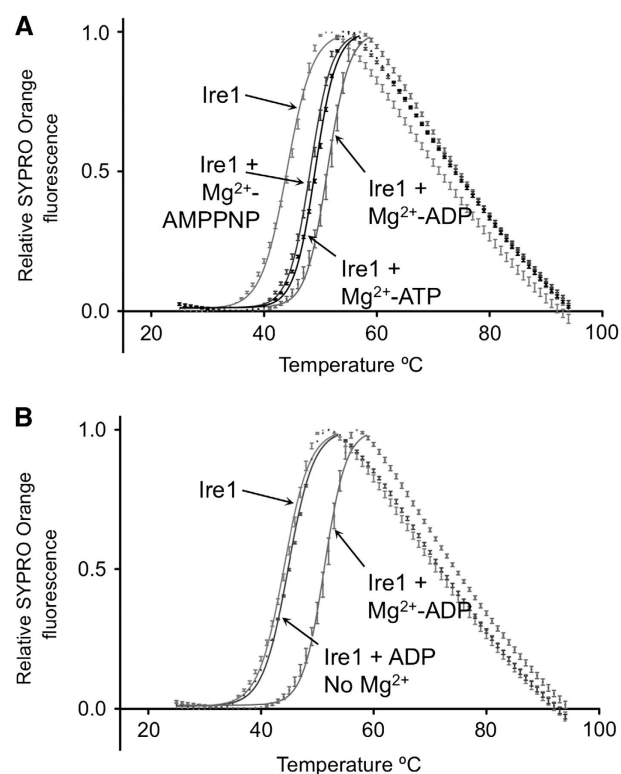 A
Relative SYPRO Orange
fluorescence
1.0
0.5
0.0
Ire1
Ire1 +
Mg²⁺-
AMPPNP
Ire1 +
Mg²⁺-ADP
Ire1 +
Mg²⁺-ATP
20
40
60
80
100
Temperature ºC
B
Relative SYPRO Orange
fluorescence
1.0
0.5
0.0
Ire1
Ire1 +
Mg²⁺-ADP
Ire1 + ADP
No Mg²⁺
20
40
60
80
100
Temperature ºC